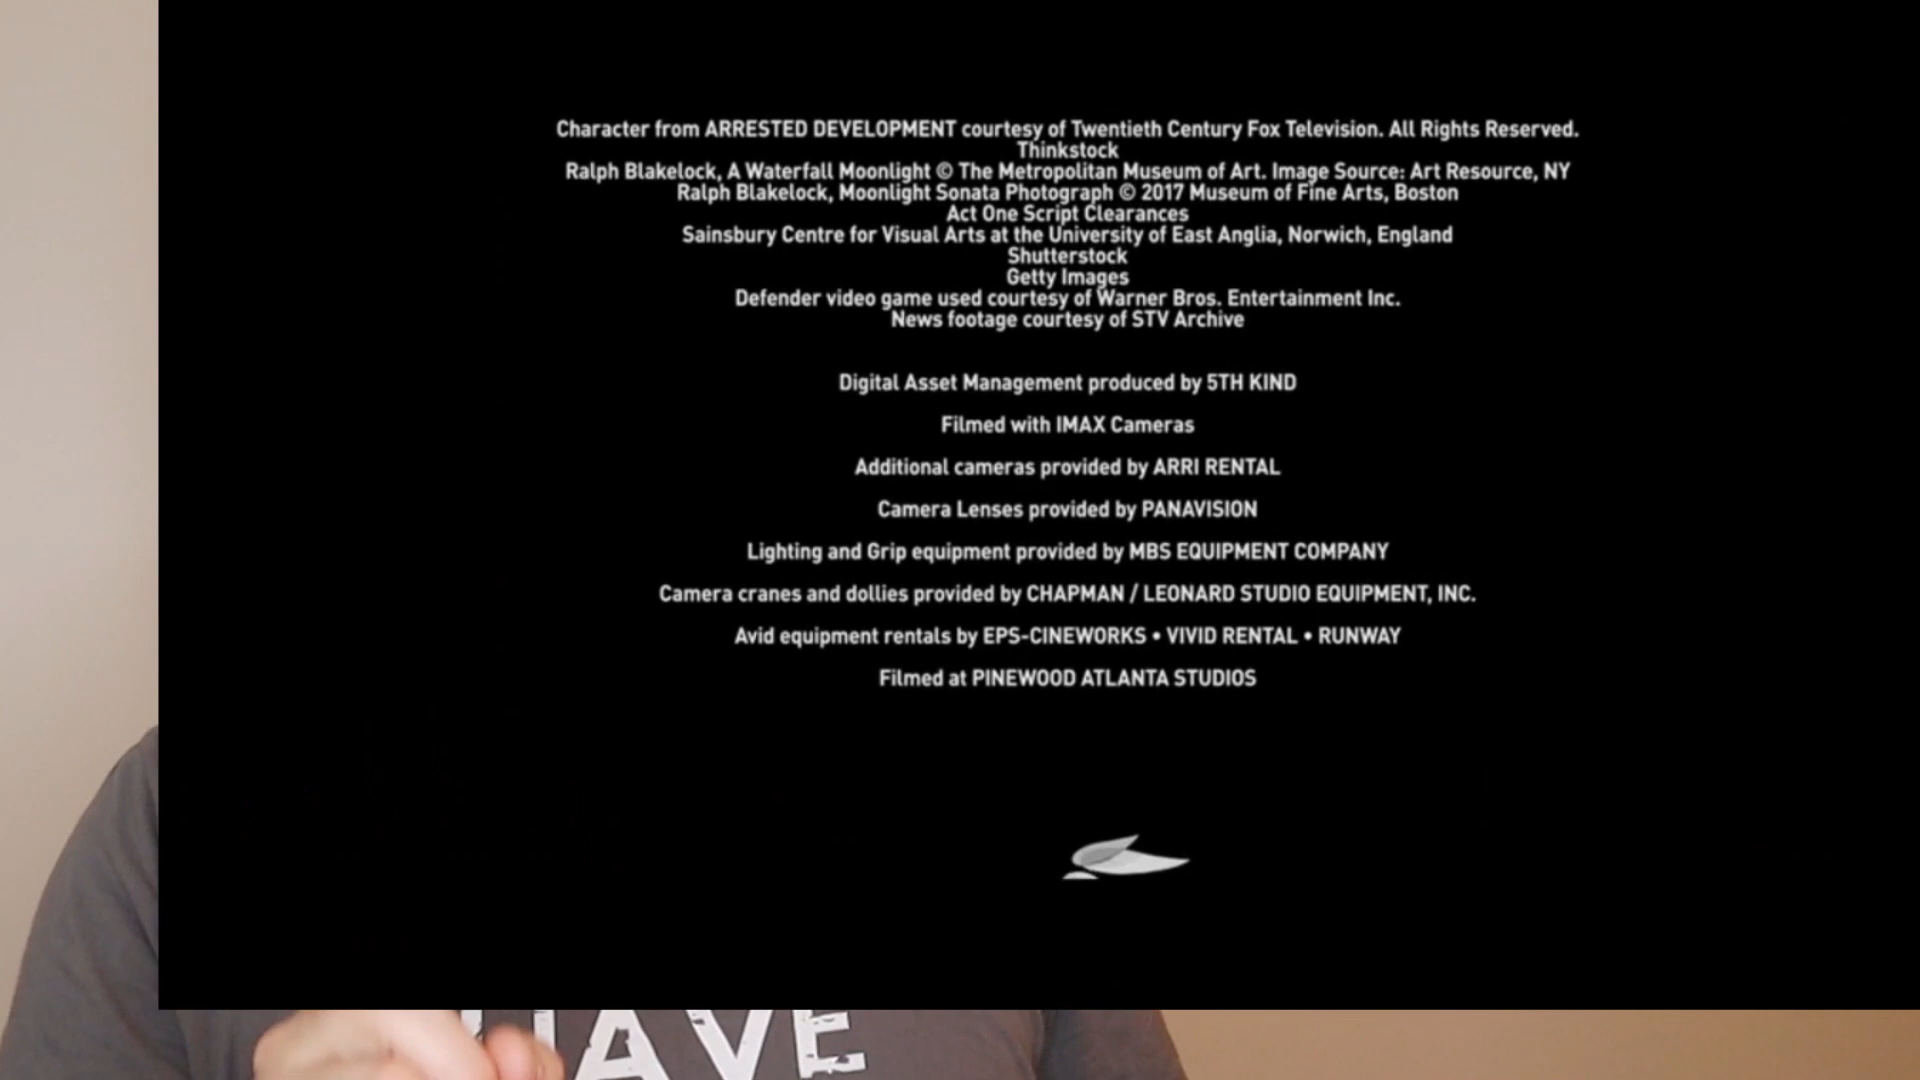 Character from ARRESTED DEVELOPMENT courtesy of Twentieth Century Fox Television. All Rights Reserved.
Thinkstock
Ralph Blakelock, A Waterfall Moonlight © The Metropolitan Museum of Art. Image Source: Art Resource, NY
Ralph Blakelock, Moonlight Sonata Photograph © 2017 Museum of Fine Arts, Boston
Act One Script Clearances
Sainsbury Centre for Visual Arts at the University of East Anglia, Norwich, England
Shutterstock
Getty Images
Defender video game used courtesy of Warner Bros. Entertainment Inc.
News footage courtesy of STV Archive
Digital Asset Management produced by 5TH KIND
Filmed with IMAX Cameras
Additional cameras provided by ARRI RENTAL
Camera Lenses provided by PANAVISION
Lighting and Grip equipment provided by MBS EQUIPMENT COMPANY
Camera cranes and dollies provided by CHAPMAN / LEONARD STUDIO EQUIPMENT, INC.
Avid equipment rentals by EPS-CINEWORKS • VIVID RENTAL • RUNWAY
Filmed at PINEWOOD ATLANTA STUDIOS